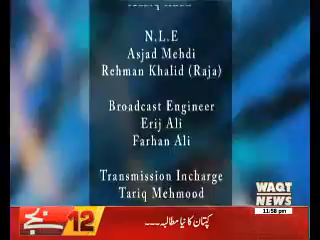 N.L.E
Asjad Mehdi
Rehman Khalid (Raja)
Broadcast Engineer
Erij Ali
Farhan Ali
Transmission Incharge
Tariq Mehmood
WAQT
NEWS
11:58 pm
12 بجے
کپتان کا نیا مطالبہ۔۔۔